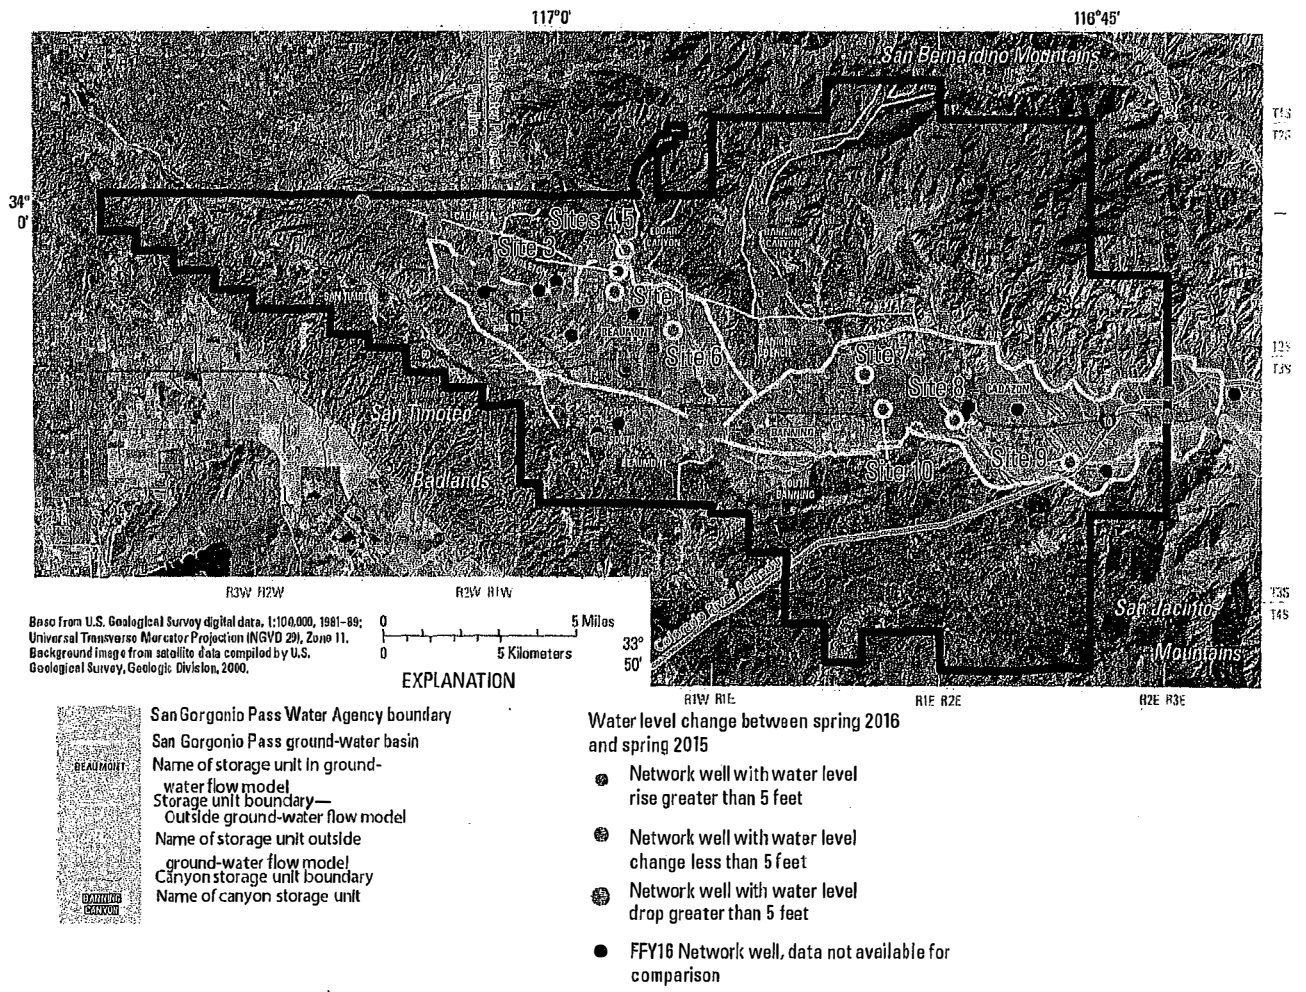 117°0′
116°45′
San Bernardino Mountains
T1S
T2S
34°
0′
Sites 4,5
CANYON
Site 3
BANNING
CANYON
SAN TIMOTEO
Site 1
BEAUMONT
Site 6
T2S
T3S
Site 7
Site 8
CABAZON
San Timoteo
Badlands
BANNING
Site 10
Site 9
BEAUMONT
SOUTH
BANNING
Colorado River
San Jacinto
Mountains
T3S
T4S
R3W R2W
R2W R1W
R1W R1E
R1E R2E
R2E R3E
33°
50′
Base from U.S. Geological Survey digital data, 1:100,000, 1981–89;
Universal Transverse Mercator Projection (NGVD 29), Zone 11.
Background image from satellite data compiled by U.S.
Geological Survey, Geologic Division, 2000.
0 5 Miles
0 5 Kilometers
EXPLANATION
San Gorgonio Pass Water Agency boundary
San Gorgonio Pass ground-water basin
BEAUMONT Name of storage unit in ground-
water flow model
Storage unit boundary—
Outside ground-water flow model
Name of storage unit outside
ground-water flow model
Canyon storage unit boundary
BANNING
CANYON
Name of canyon storage unit
Water level change between spring 2016
and spring 2015
Network well with water level
rise greater than 5 feet
Network well with water level
change less than 5 feet
Network well with water level
drop greater than 5 feet
FFY16 Network well, data not available for
comparison